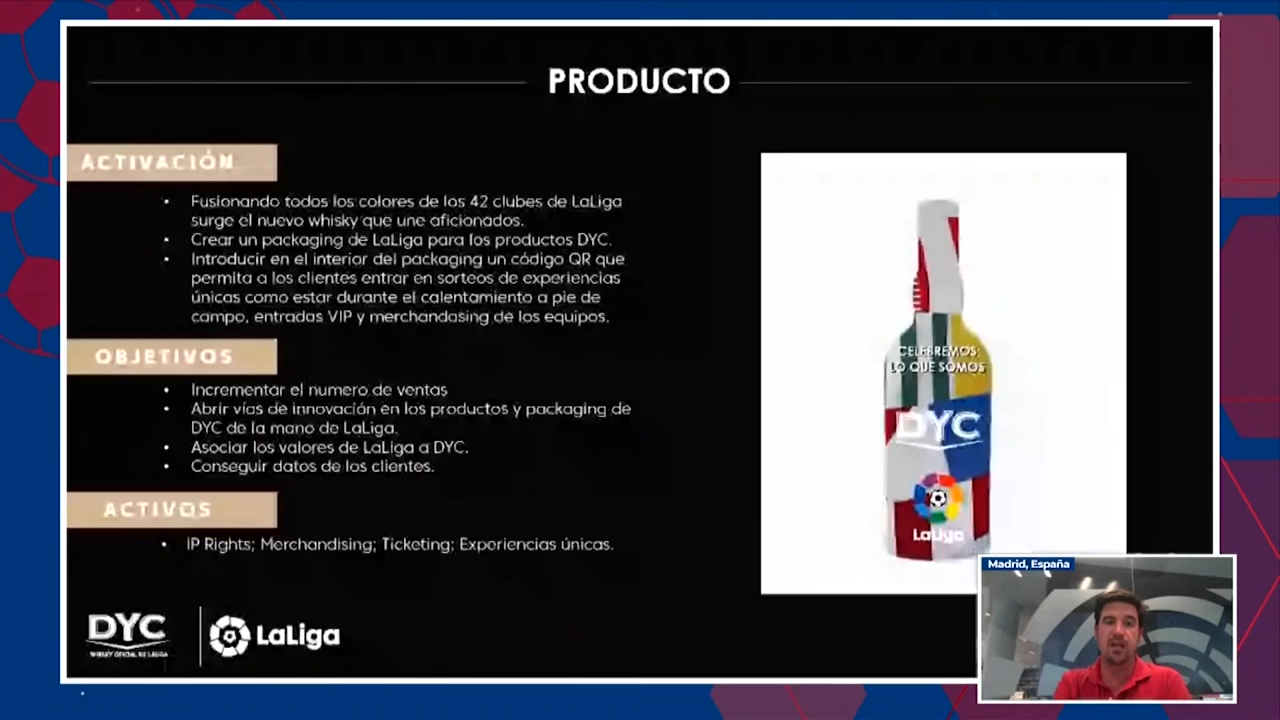 PRODUCTO
ACTIVACIÓN
• Fusionando todos los colores de los 42 clubes de LaLiga
surge el nuevo whisky que une aficionados.
• Crear un packaging de LaLiga para los productos DYC.
• Introducir en el interior del packaging un código QR que
permita a los clientes entrar en sorteos de experiencias
únicas como estar durante el calentamiento a pie de
campo, entradas VIP y merchandasing de los equipos.
OBJETIVOS
• Incrementar el numero de ventas
• Abrir vías de innovación en los productos y packaging de
DYC de la mano de LaLiga.
• Asociar los valores de LaLiga a DYC.
• Conseguir datos de los clientes.
ACTIVOS
• IP Rights; Merchandising; Ticketing; Experiencias únicas.
DYC
WHISKY OFICIAL DE LALIGA
LaLiga
CELEBREMOS
LO QUE SOMOS
DYC
LaLiga
Madrid, España